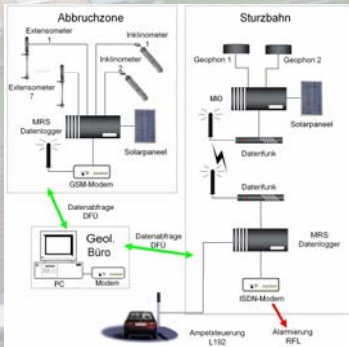 Abbruchzone
Extensometer
1
Inklinometer
1
Inklinometer
2
Extensometer
7
MRS
Datenlogger
Solarpaneel
GSM-Modem
Datenabfrage
DFÜ
Geol.
Büro
PC
Modem
Datenabfrage
DFÜ
Sturzbahn
Geophon 1
Geophon 2
MIO
Solarpaneel
Datenfunk
Datenfunk
MRS
Datenlogger
ISDN-Modem
Ampelsteuerung
L192
Alarmierung
RFL